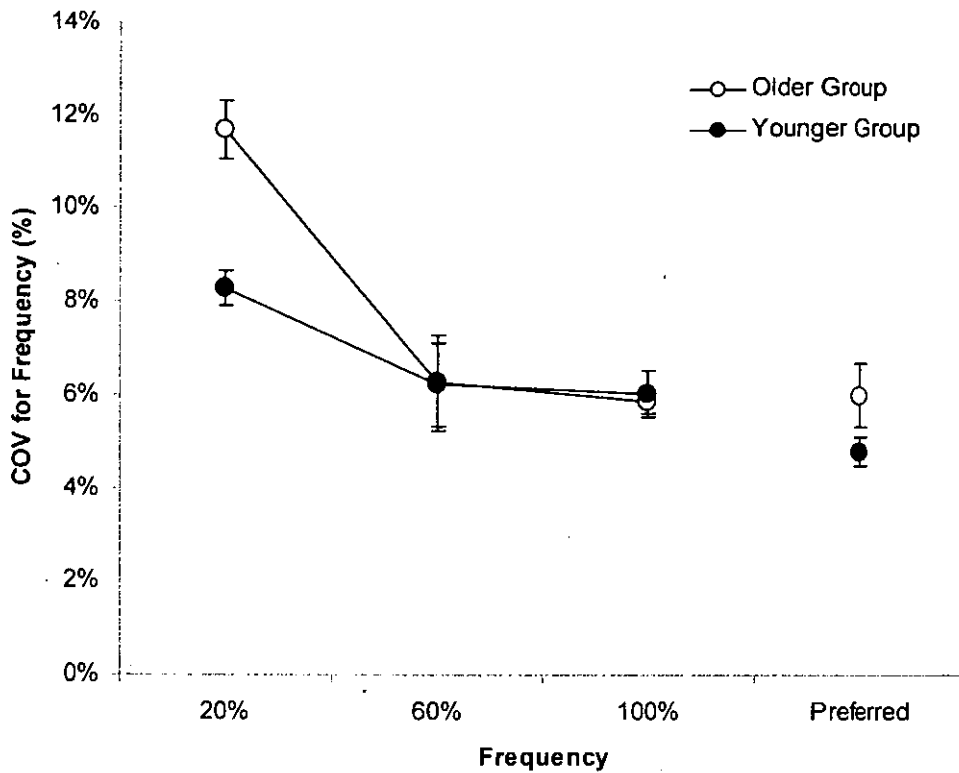 14%
12%
10%
8%
6%
4%
2%
0%
COV for Frequency (%)
Older Group
Younger Group
20% 60% 100% Preferred
Frequency